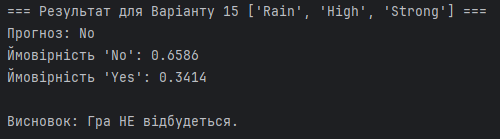 === Результат для Варіанту 15 ['Rain', 'High', 'Strong'] ===
Прогноз: No
Ймовірність 'No': 0.6586
Ймовірність 'Yes': 0.3414
Висновок: Гра НЕ відбудеться.